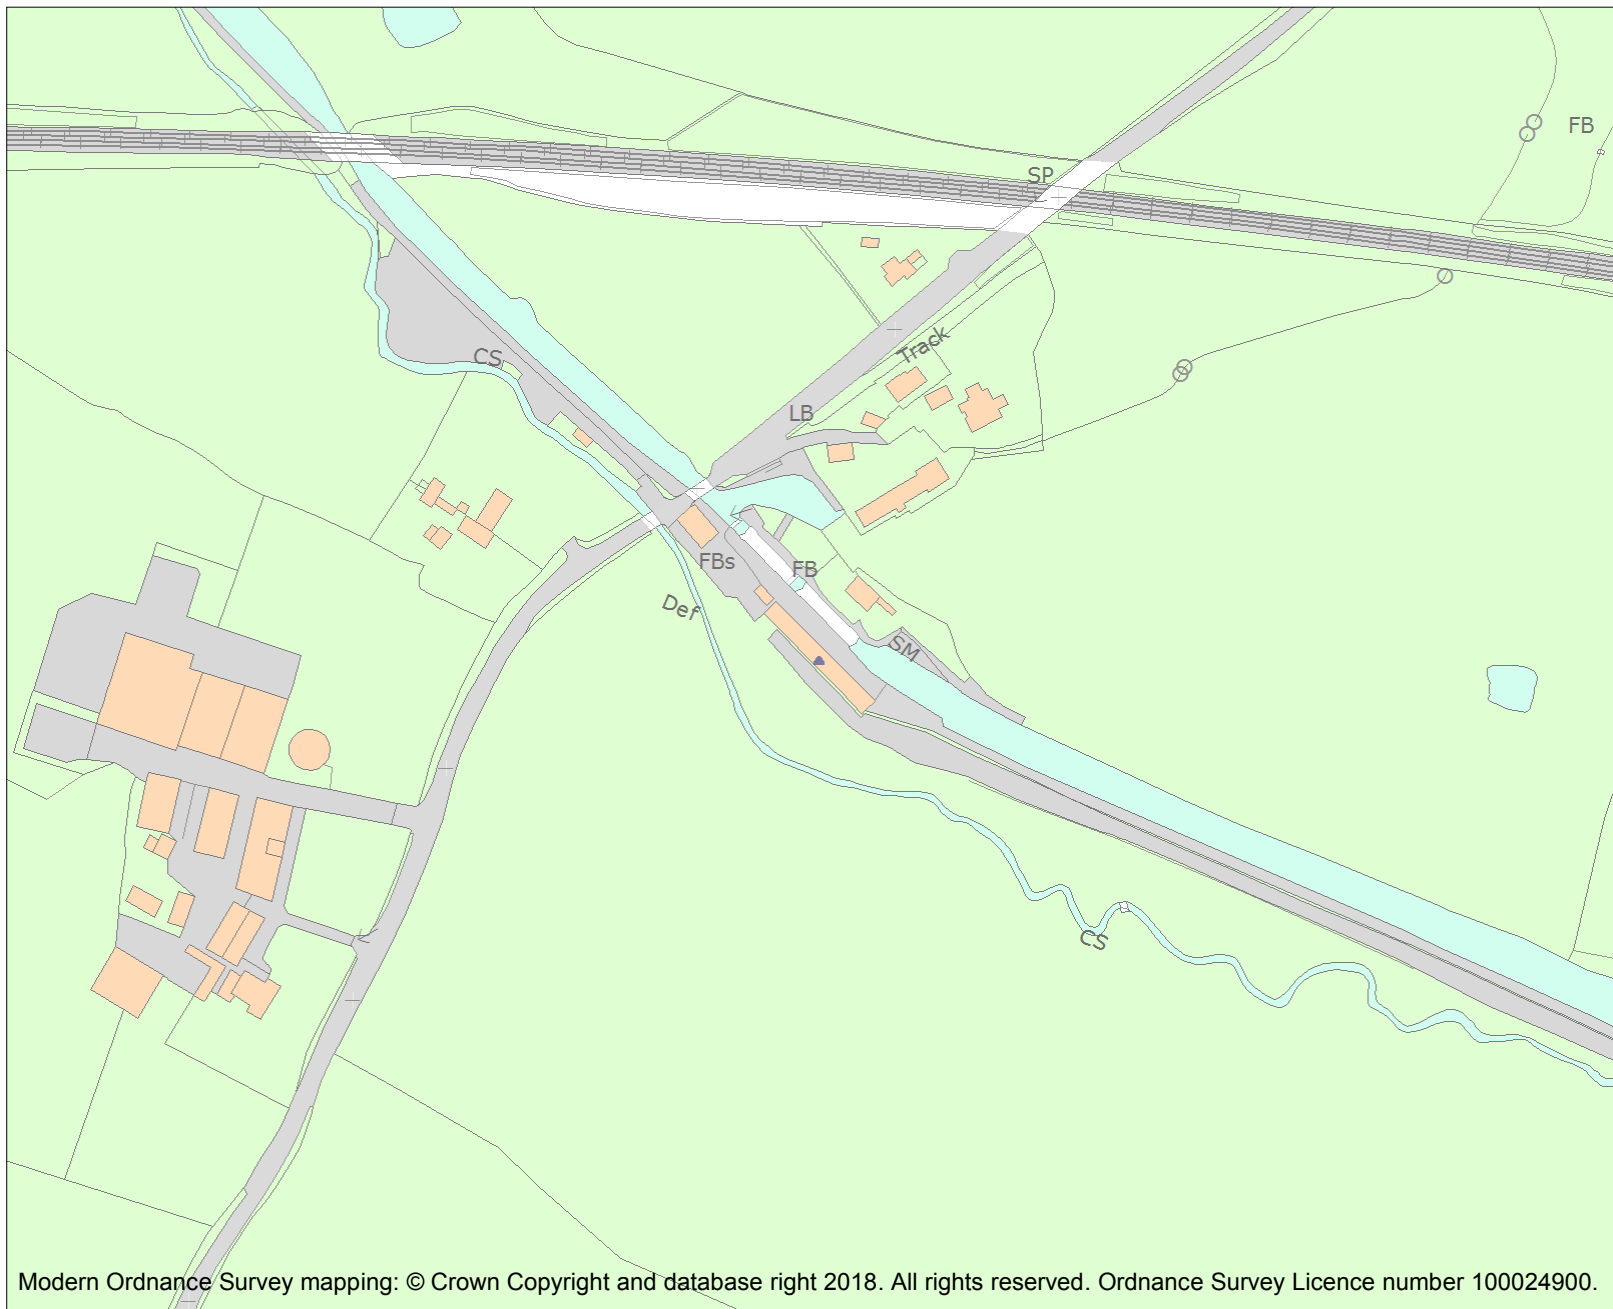 FB
SP
Track
CS
LB
FBs
FB
Def
SM
CS
Modern Ordnance Survey mapping: © Crown Copyright and database right 2018. All rights reserved. Ordnance Survey Licence number 100024900.